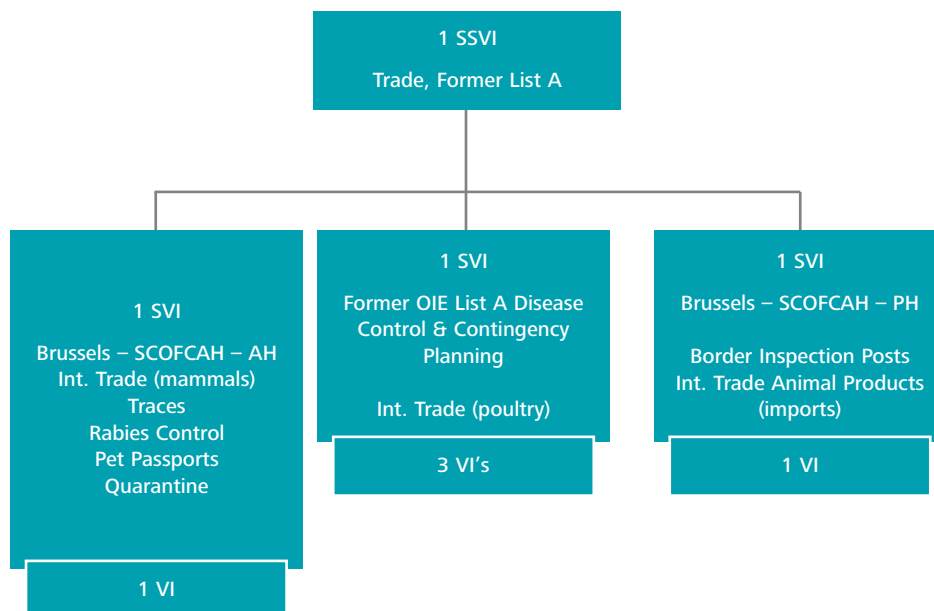 1 SSVI
Trade, Former List A
1 SVI
Brussels – SCOFCAH – AH
Int. Trade (mammals)
Traces
Rabies Control
Pet Passports
Quarantine
1 VI
1 SVI
Former OIE List A Disease
Control & Contingency
Planning
Int. Trade (poultry)
3 VI’s
1 SVI
Brussels – SCOFCAH – PH
Border Inspection Posts
Int. Trade Animal Products
(imports)
1 VI